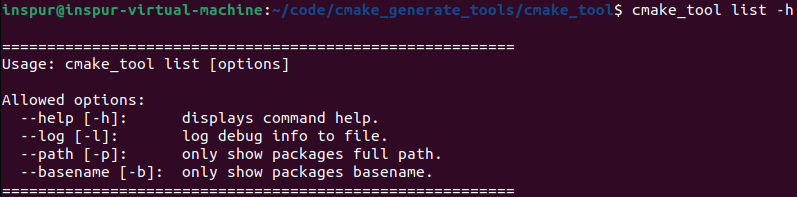 inspur@inspur-virtual-machine:~/code/cmake_generate_tools/cmake_tool$ cmake_tool list -h
=========================================================
Usage: cmake_tool list [options]
Allowed options:
--help [-h]: displays command help.
--log [-l]: log debug info to file.
--path [-p]: only show packages full path.
--basename [-b]: only show packages basename.
=========================================================